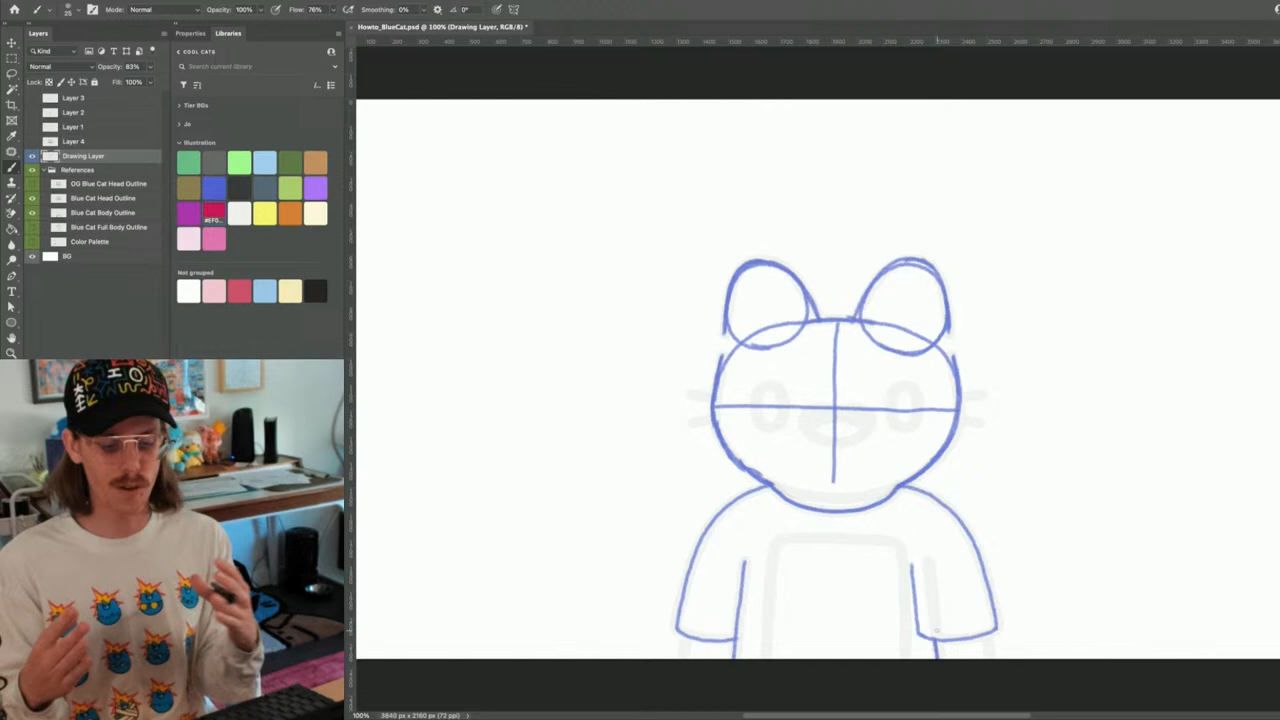 Mode: Normal Opacity: 100% Flow: 76% Smoothing: 0% 0°
25
Layers
Properties Libraries
Howto_BlueCat.psd @ 100% (Drawing Layer, RGB/8) *
Kind
COOL CATS
Normal Opacity: 83%
Search current library
Lock: Fill: 100%
Layer 3
Layer 2
Layer 1
Layer 4
Drawing Layer
References
OG Blue Cat Head Outline
Blue Cat Head Outline
Blue Cat Body Outline
Blue Cat Full Body Outline
Color Palette
BG
Tier BGs
Jo
Illustration
#EF0...
Not grouped
100% 3840 px x 2160 px (72 ppi)